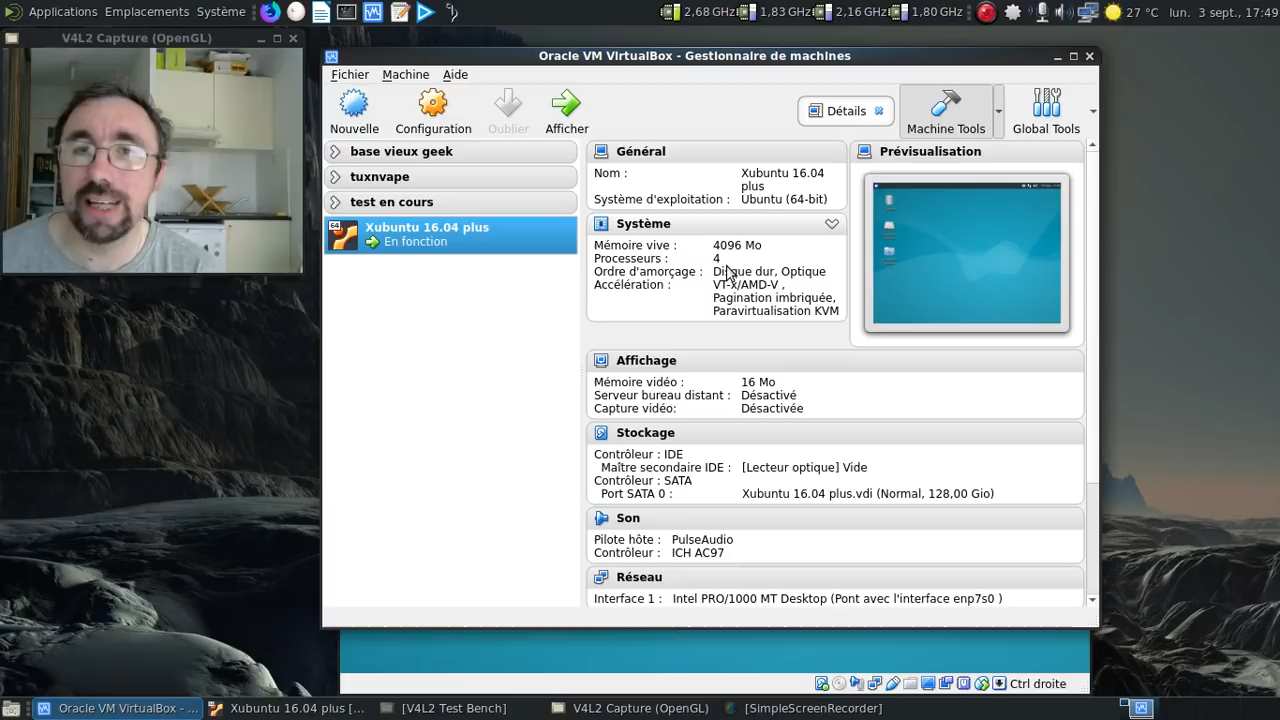 Applications Emplacements Système
2,68 GHz 1,83 GHz 2,16 GHz 1,80 GHz
27 °C lun. 3 sept., 17:49
V4L2 Capture (OpenGL)
Oracle VM VirtualBox - Gestionnaire de machines
Fichier Machine Aide
Nouvelle Configuration Oublier Afficher
Détails Machine Tools Global Tools
base vieux geek
tuxnvape
test en cours
64
Xubuntu 16.04 plus
En fonction
Général
Nom : Xubuntu 16.04
plus
Système d'exploitation : Ubuntu (64-bit)
Système
Mémoire vive : 4096 Mo
Processeurs : 4
Ordre d'amorçage : Disque dur, Optique
Accélération : VT-x/AMD-V ,
Pagination imbriquée,
Paravirtualisation KVM
Prévisualisation
Affichage
Mémoire vidéo : 16 Mo
Serveur bureau distant : Désactivé
Capture vidéo: Désactivée
Stockage
Contrôleur : IDE
Maître secondaire IDE : [Lecteur optique] Vide
Contrôleur : SATA
Port SATA 0 : Xubuntu 16.04 plus.vdi (Normal, 128,00 Gio)
Son
Pilote hôte : PulseAudio
Contrôleur : ICH AC97
Réseau
Interface 1 : Intel PRO/1000 MT Desktop (Pont avec l'interface enp7s0 )
Ctrl droite
Oracle VM VirtualBox - ...
Xubuntu 16.04 plus [...
[V4L2 Test Bench]
V4L2 Capture (OpenGL)
[SimpleScreenRecorder]